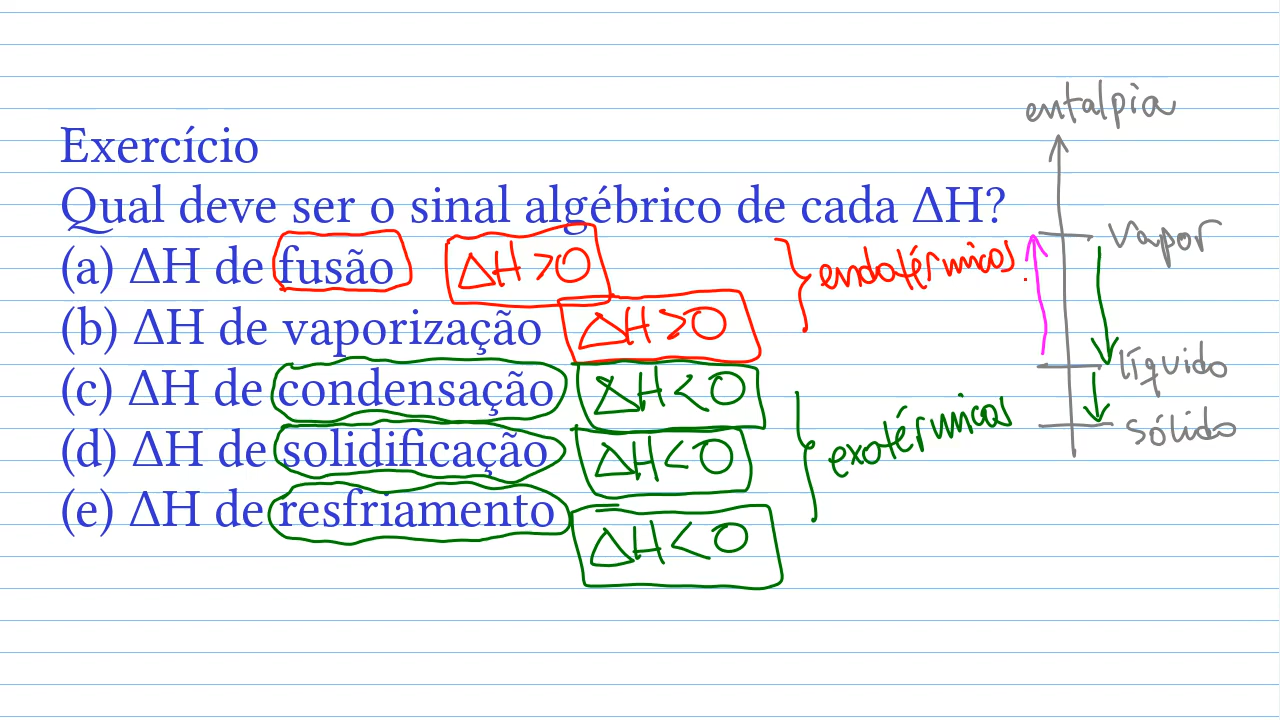 Exercício
Qual deve ser o sinal algébrico de cada ΔH?
(a) ΔH de fusão ΔH >0 endotérmicos
(b) ΔH de vaporização ΔH >0
(c) ΔH de condensação ΔH <0
(d) ΔH de solidificação ΔH <0 exotérmicos
(e) ΔH de resfriamento ΔH <0
entalpia
vapor
líquido
sólido